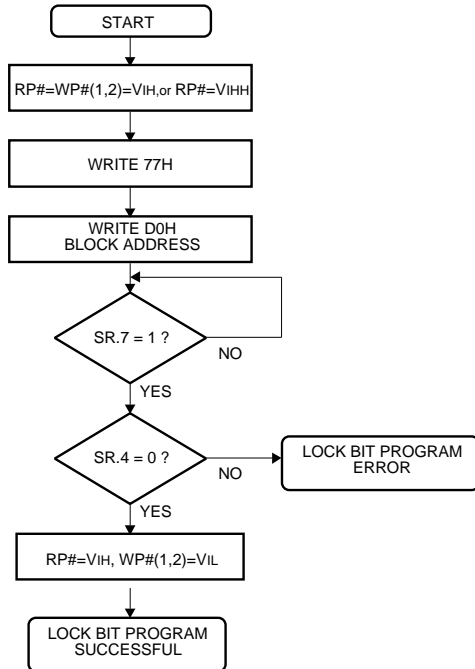 START
RP#=WP#(1,2)=VIH,or RP#=VIHH
WRITE 77H
WRITE D0H
BLOCK ADDRESS
SR.7 = 1 ?
NO
YES
SR.4 = 0 ?
NO
LOCK BIT PROGRAM
ERROR
YES
RP#=VIH, WP#(1,2)=VIL
LOCK BIT PROGRAM
SUCCESSFUL